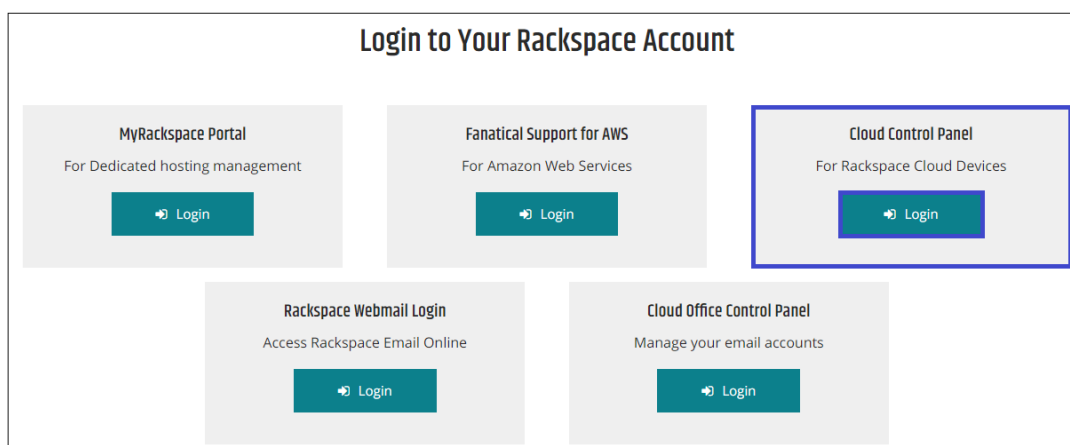 Login to Your Rackspace Account
MyRackspace Portal
For Dedicated hosting management
Login
Fanatical Support for AWS
For Amazon Web Services
Login
Cloud Control Panel
For Rackspace Cloud Devices
Login
Rackspace Webmail Login
Access Rackspace Email Online
Login
Cloud Office Control Panel
Manage your email accounts
Login